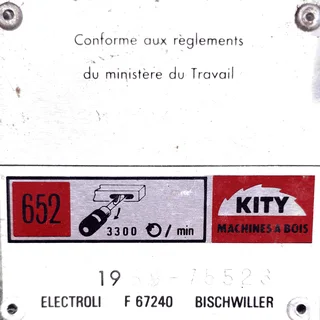 Conforme aux règlements
du ministère du Travail
652
3300 /min
KITY
MACHINES A BOIS
19
ELECTROLI F 67240 BISCHWILLER